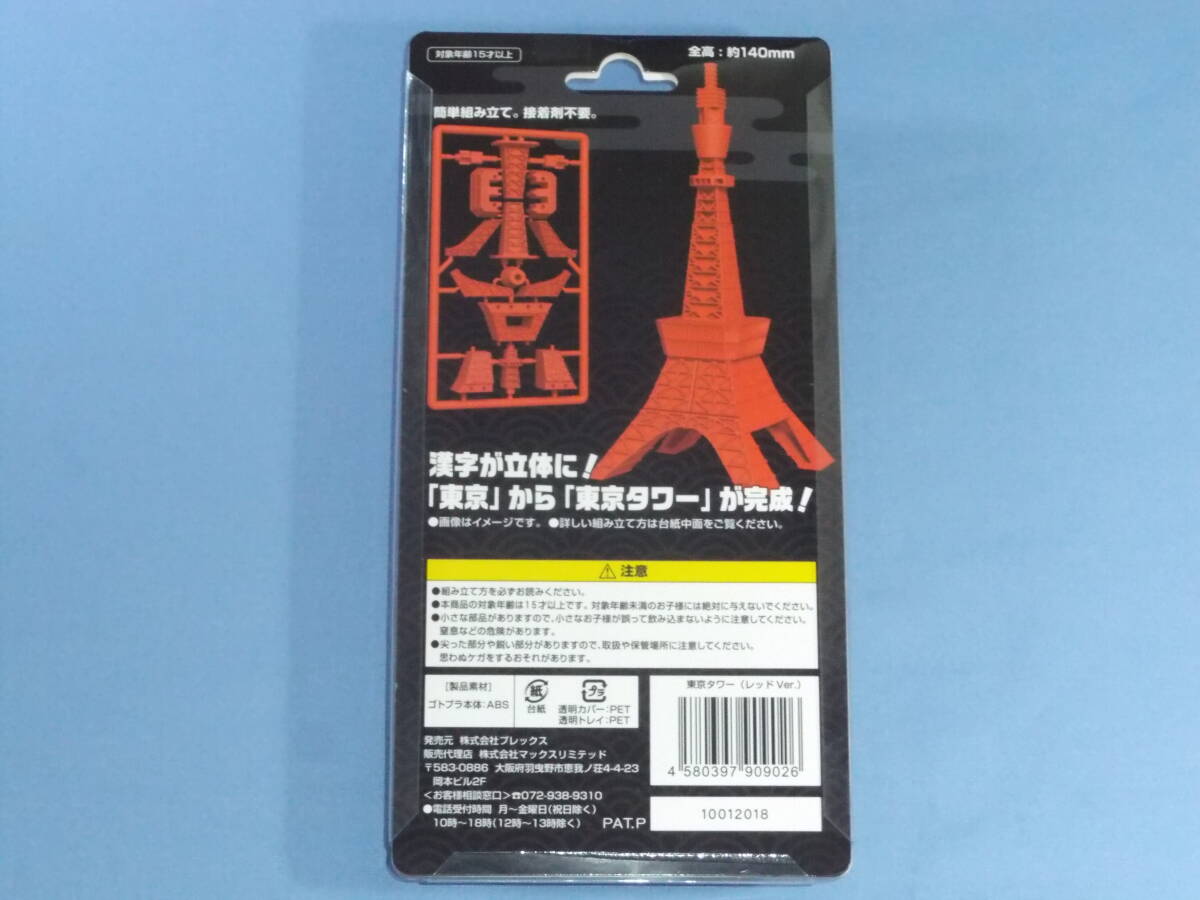 対象年齢15才以上
全高：約140mm
簡単組み立て。接着剤不要。
漢字が立体に！
「東京」から「東京タワー」が完成！
●画像はイメージです。 ●詳しい組み立て方は台紙中面をご覧ください。
⚠注意
●組み立て方を必ずお読みください。
●本商品の対象年齢は15才以上です。対象年齢未満のお子様には絶対に与えないでください。
●小さな部品がありますので、小さなお子様が誤って飲み込まないように注意してください。
窒息などの危険があります。
●尖った部分や鋭い部分がありますので、取扱や保管場所に注意してください。
思わぬケガをするおそれがあります。
［製品素材］
ゴトプラ本体：ABS
紙
台紙
プラ
透明カバー：PET
透明トレイ：PET
東京タワー（レッドVer.）
4 580397 909026
10012018
発売元 株式会社プレックス
販売代理店 株式会社マックスリミテッド
〒583-0886 大阪府羽曳野市恵我ノ荘4-4-23
岡本ビル2F
＜お客様相談窓口＞☎072-938-9310
●電話受付時間 月〜金曜日(祝日除く)
10時〜18時(12時〜13時除く)
PAT.P